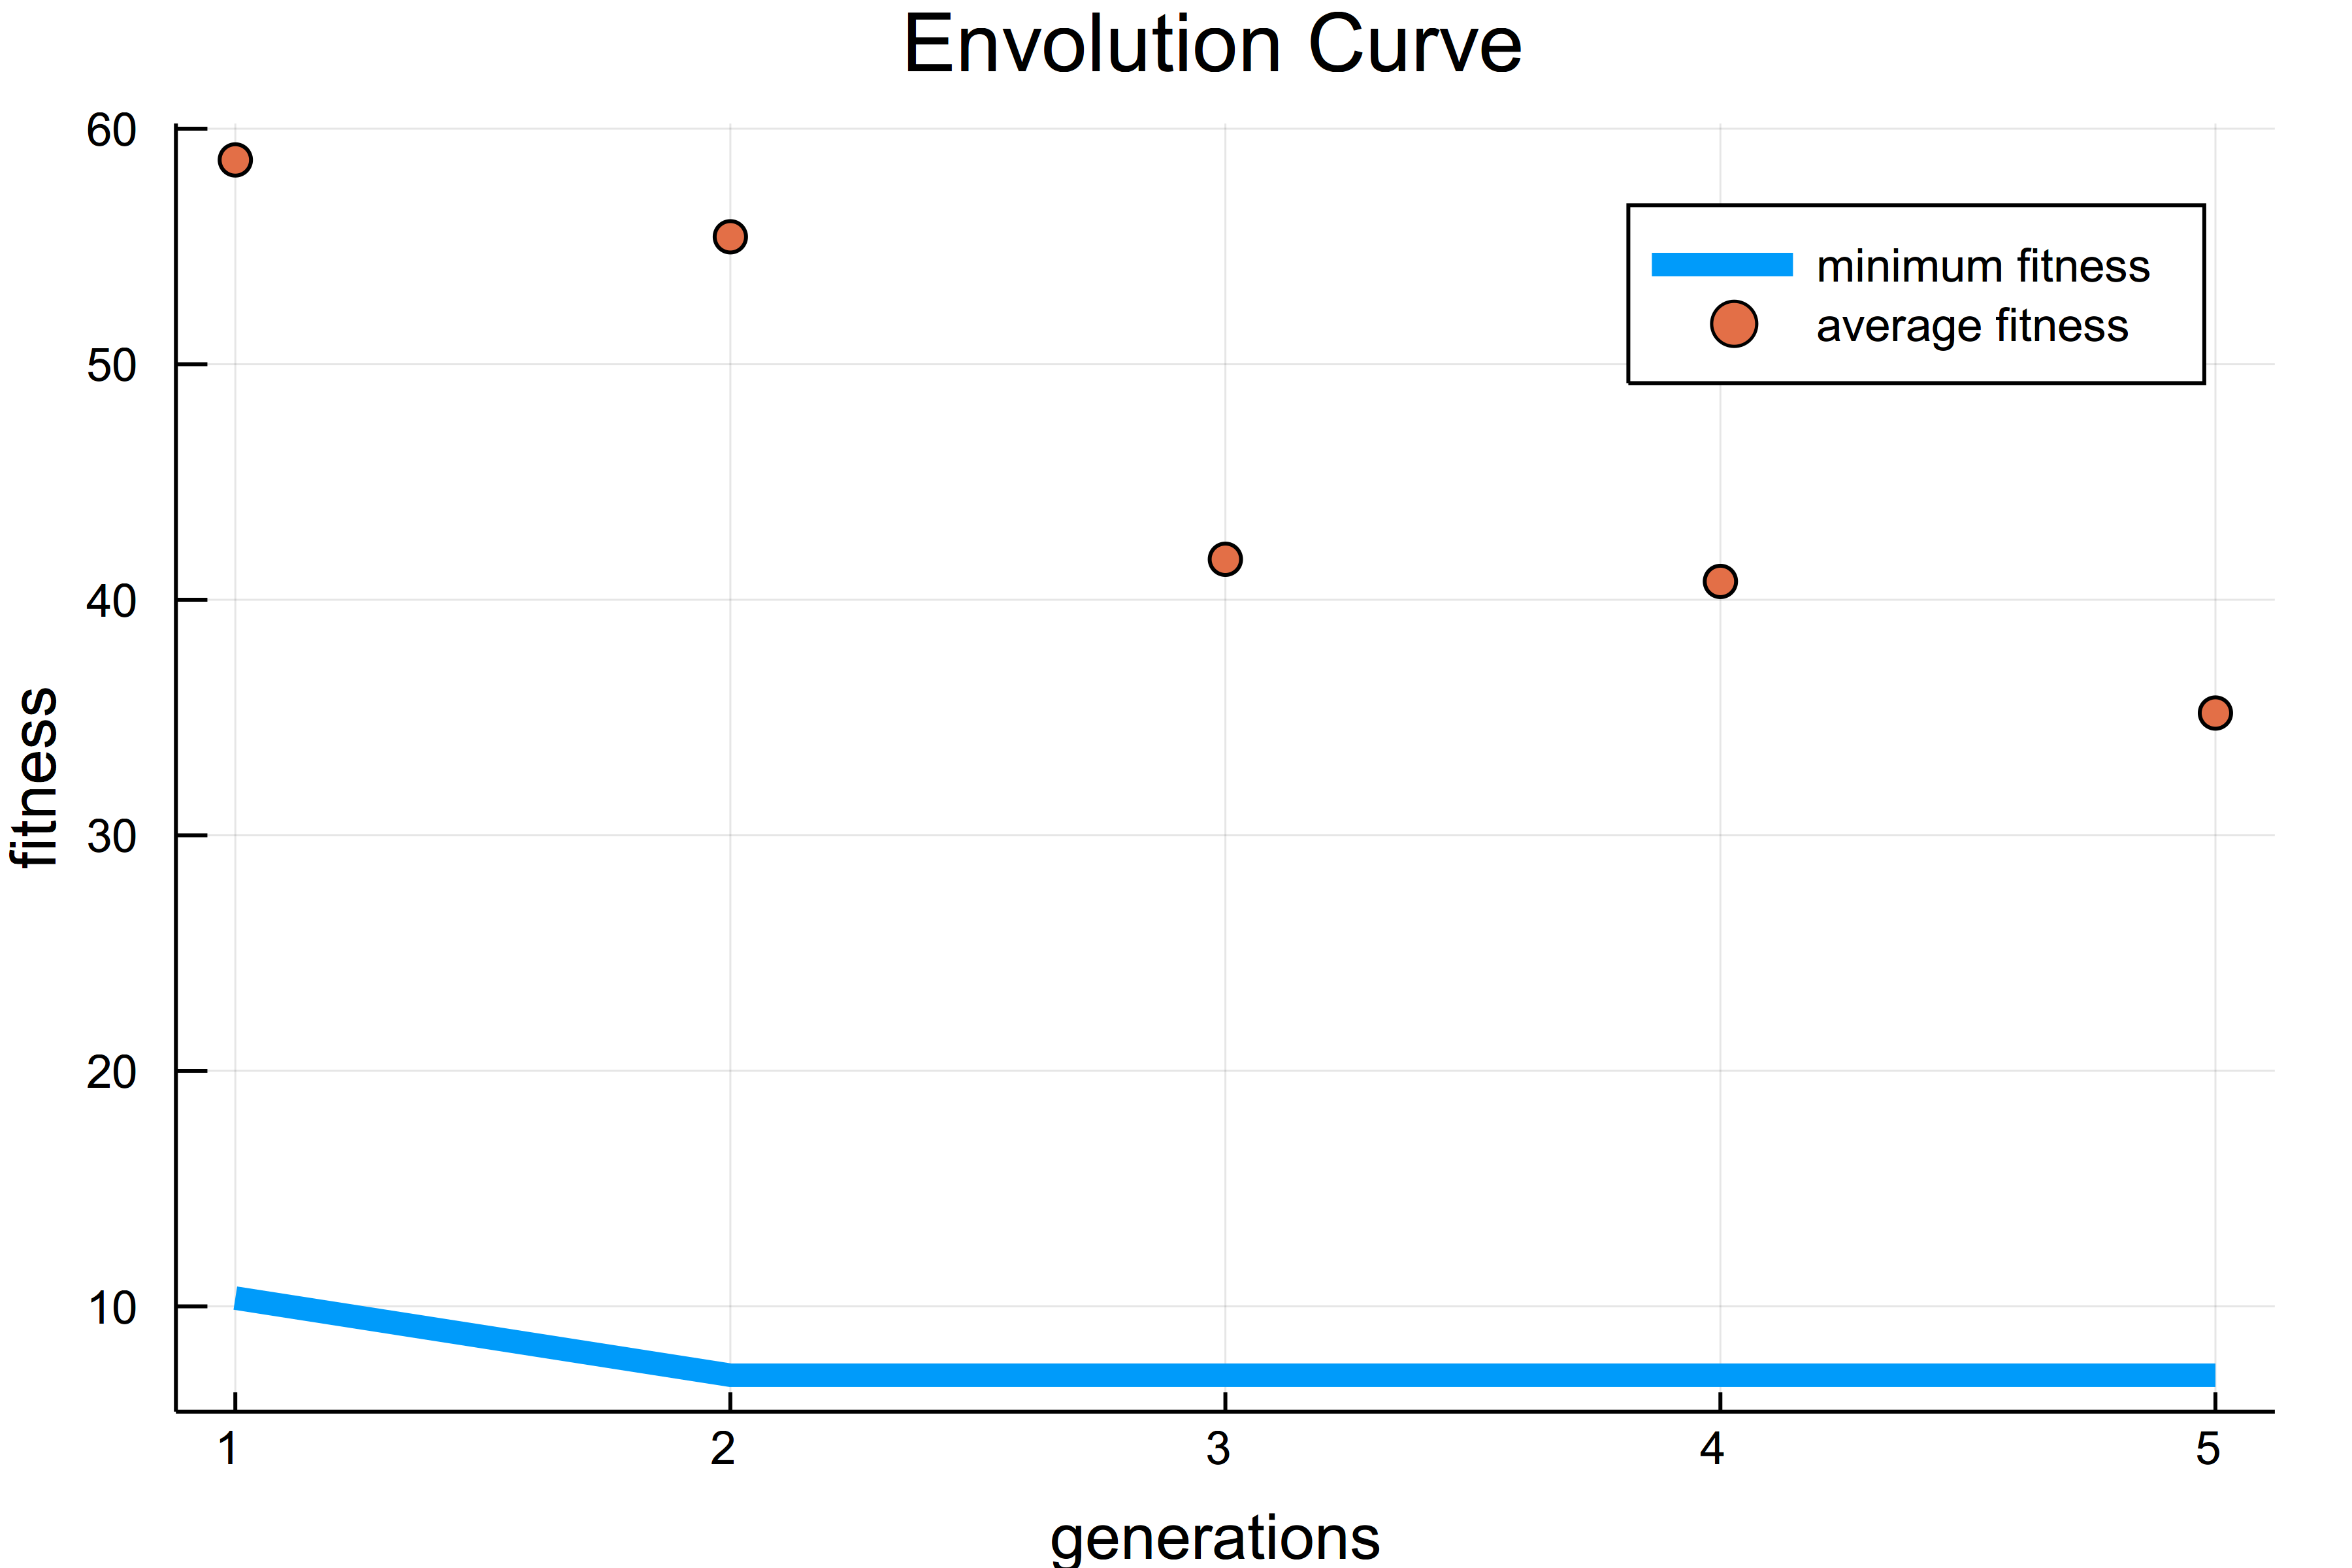 Envolution Curve
60
50
40
30
20
10
fitness
minimum fitness
average fitness
1 2 3 4 5
generations